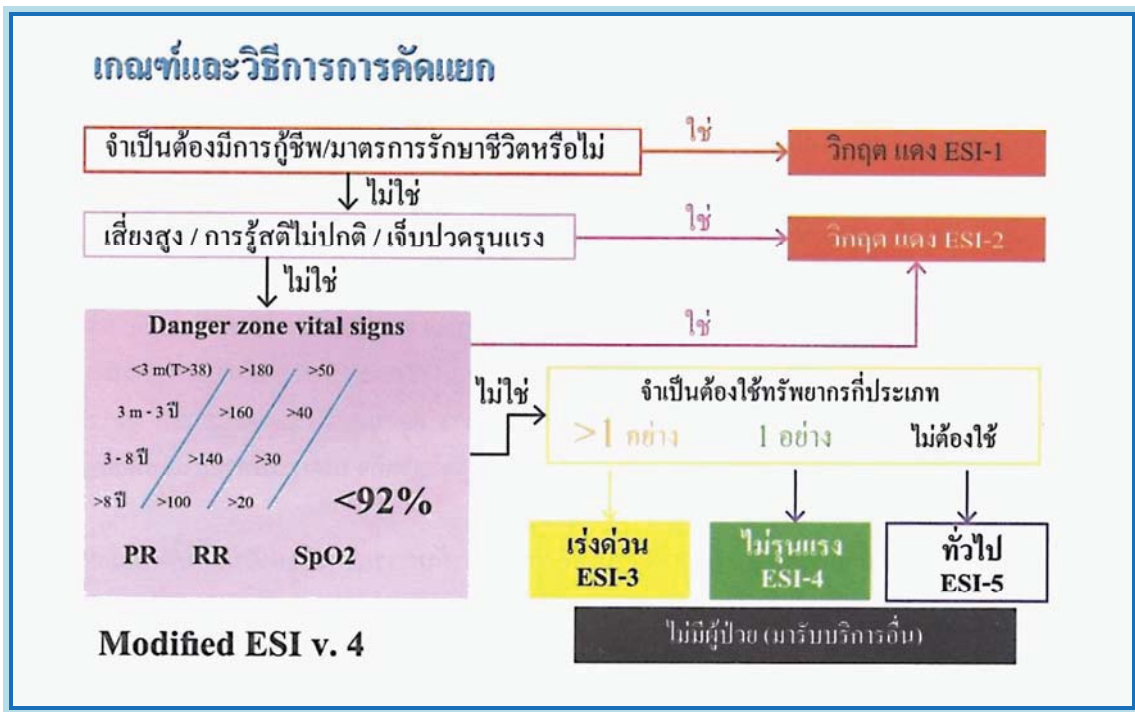 เกณฑ์และวิธีการการคัดแยก
จำเป็นต้องมีการกู้ชีพ/มาตรการรักษาชีวิตหรือไม่
ใช่
วิกฤต แดง ESI-1
ไม่ใช่
เสี่ยงสูง / การรู้สติไม่ปกติ / เจ็บปวดรุนแรง
ใช่
วิกฤต แดง ESI-2
ไม่ใช่
Danger zone vital signs
ใช่
<3 m(T>38) >180 >50
3 m - 3 ปี >160 >40
3 - 8 ปี >140 >30
>8 ปี >100 >20
<92%
PR RR SpO2
ไม่ใช่
จำเป็นต้องใช้ทรัพยากรกี่ประเภท
>1 อย่าง 1 อย่าง ไม่ต้องใช้
เร่งด่วน
ESI-3
ไม่รุนแรง
ESI-4
ทั่วไป
ESI-5
ไม่มีผู้ป่วย (มารับบริการอื่น)
Modified ESI v. 4